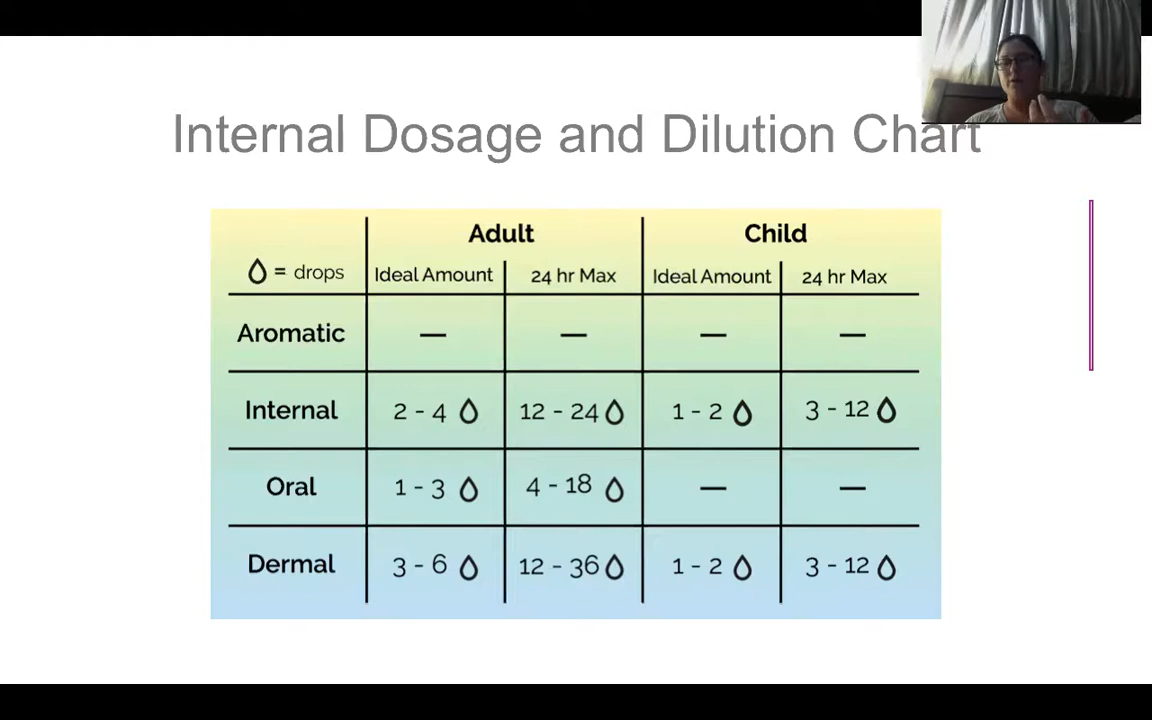 Internal Dosage and Dilution Chart
Adult Child
= drops Ideal Amount 24 hr Max Ideal Amount 24 hr Max
Aromatic — — — —
Internal 2 - 4 12 - 24 1 - 2 3 - 12
Oral 1 - 3 4 - 18 — —
Dermal 3 - 6 12 - 36 1 - 2 3 - 12